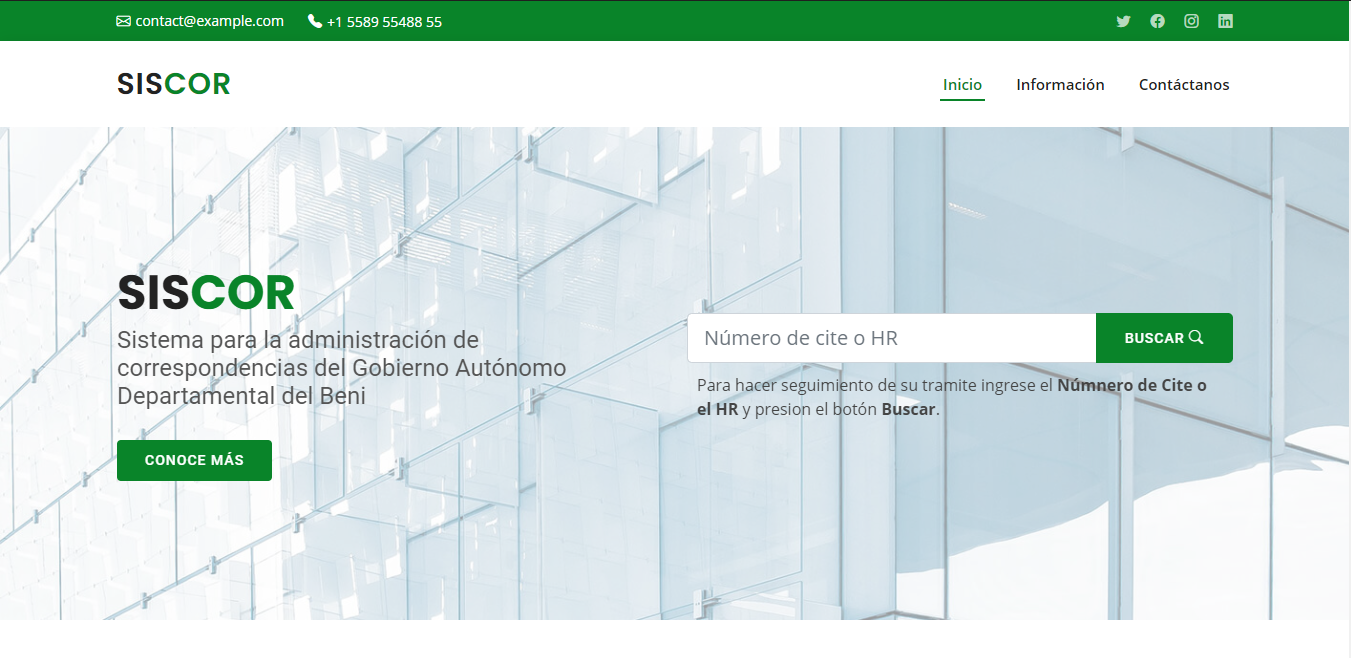 contact@example.com +1 5589 55488 55
SISCOR
Inicio Información Contáctanos
SISCOR
Sistema para la administración de
correspondencias del Gobierno Autónomo
Departamental del Beni
CONOCE MÁS
Número de cite o HR BUSCAR
Para hacer seguimiento de su tramite ingrese el Númnero de Cite o
el HR y presion el botón Buscar.